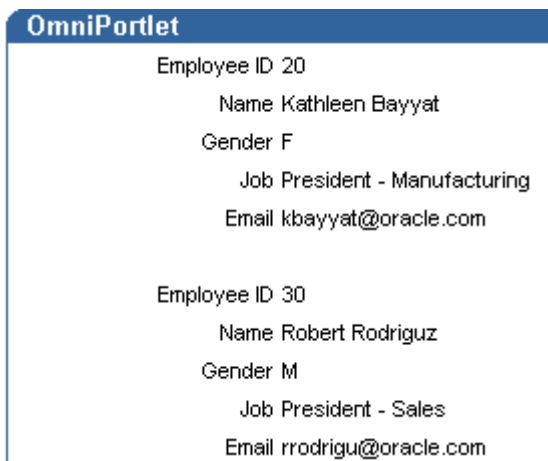 OmniPortlet
Employee ID 20
Name Kathleen Bayyat
Gender F
Job President - Manufacturing
Email kbayyat@oracle.com
Employee ID 30
Name Robert Rodriguz
Gender M
Job President - Sales
Email rrodrigu@oracle.com